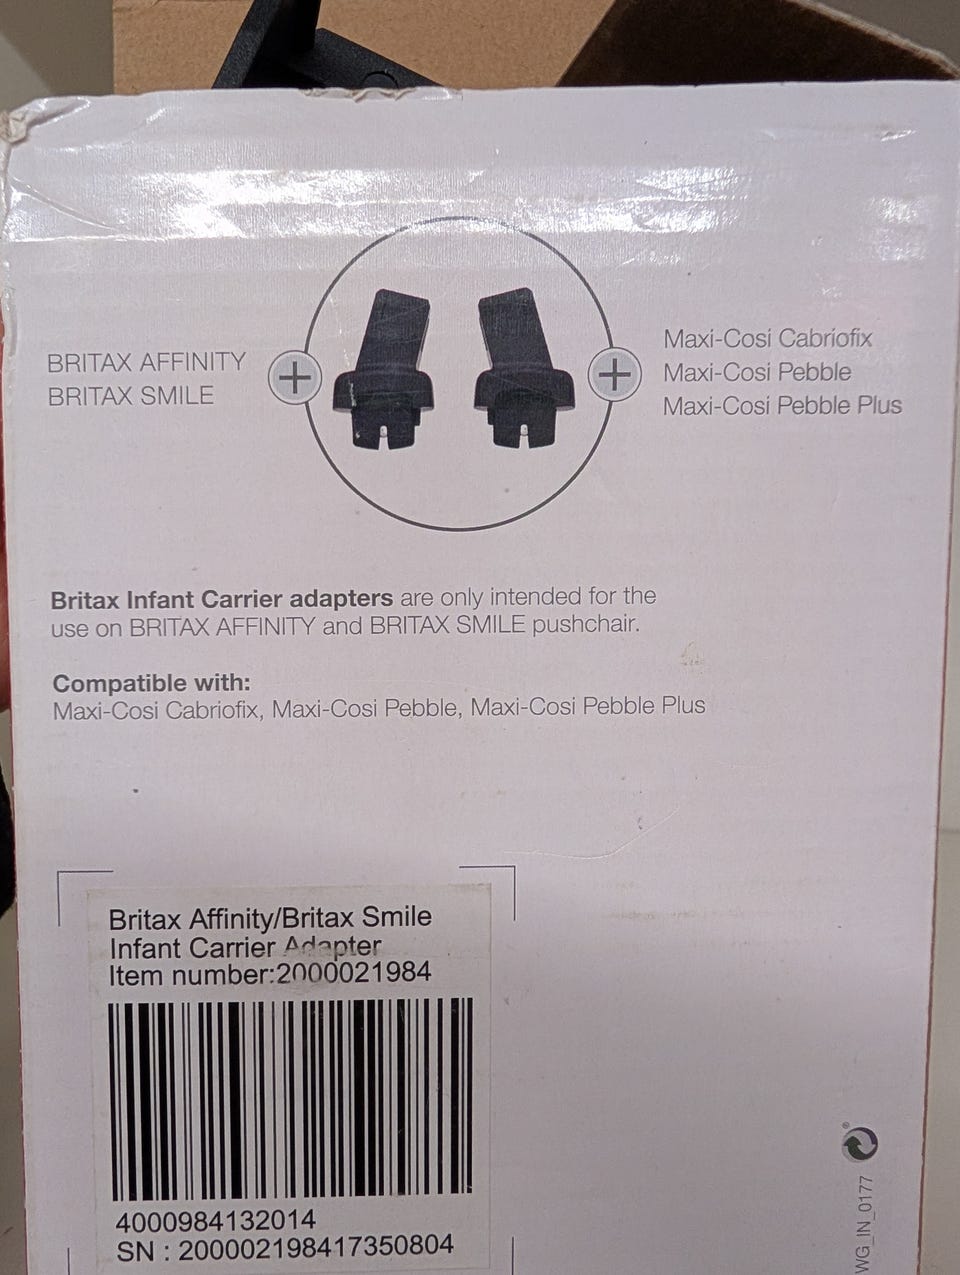 BRITAX AFFINITY
BRITAX SMILE
Maxi-Cosi Cabriofix
Maxi-Cosi Pebble
Maxi-Cosi Pebble Plus
Britax Infant Carrier adapters are only intended for the
use on BRITAX AFFINITY and BRITAX SMILE pushchair.
Compatible with:
Maxi-Cosi Cabriofix, Maxi-Cosi Pebble, Maxi-Cosi Pebble Plus
Britax Affinity/Britax Smile
Infant Carrier Adapter
Item number:2000021984
4000984132014
SN : 200002198417350804
WG_IN_0177